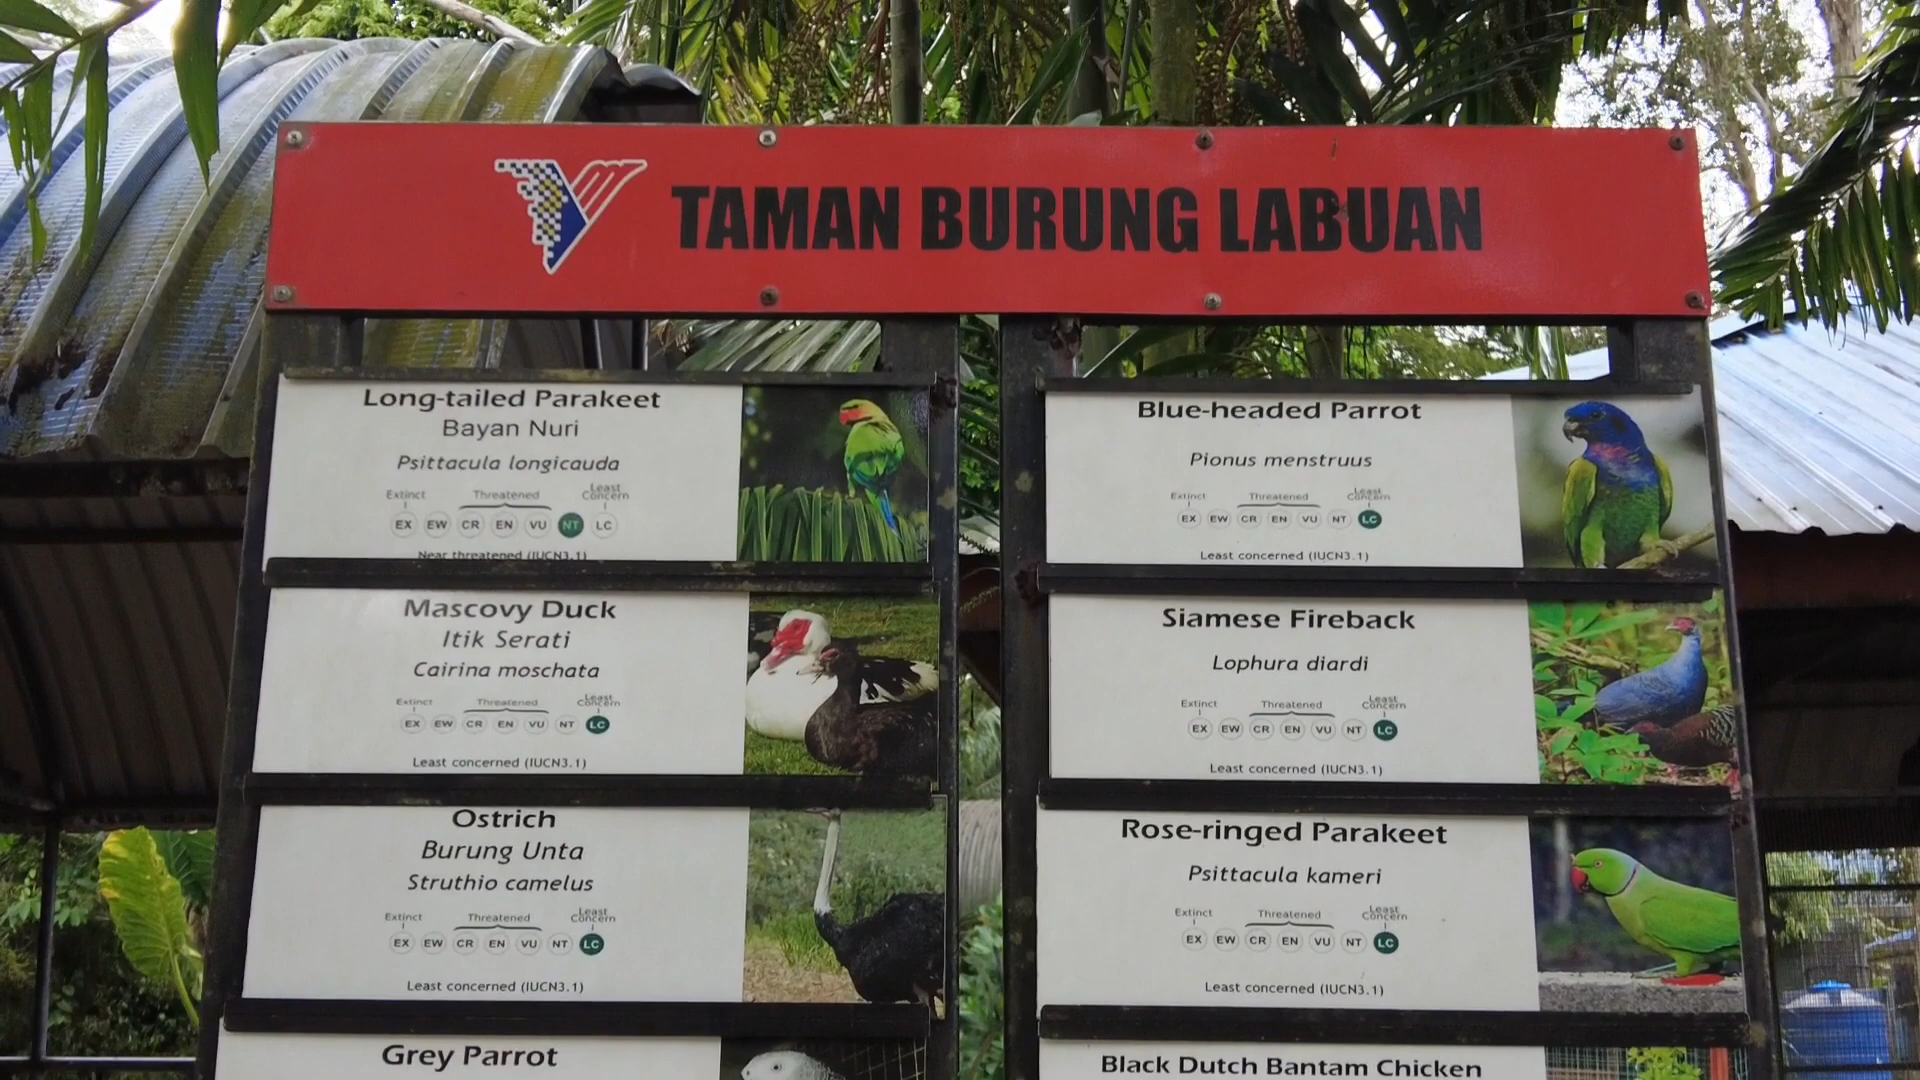 TAMAN BURUNG LABUAN
Long-tailed Parakeet
Bayan Nuri
Psittacula longicauda
Extinct Threatened Least Concern
EX EW CR EN VU NT LC
Near threatened (IUCN3.1)
Mascovy Duck
Itik Serati
Cairina moschata
Extinct Threatened Least Concern
EX EW CR EN VU NT LC
Least concerned (IUCN3.1)
Ostrich
Burung Unta
Struthio camelus
Extinct Threatened Least Concern
EX EW CR EN VU NT LC
Least concerned (IUCN3.1)
Grey Parrot
Blue-headed Parrot
Pionus menstruus
Extinct Threatened Least Concern
EX EW CR EN VU NT LC
Least concerned (IUCN3.1)
Siamese Fireback
Lophura diardi
Extinct Threatened Least Concern
EX EW CR EN VU NT LC
Least concerned (IUCN3.1)
Rose-ringed Parakeet
Psittacula kameri
Extinct Threatened Least Concern
EX EW CR EN VU NT LC
Least concerned (IUCN3.1)
Black Dutch Bantam Chicken